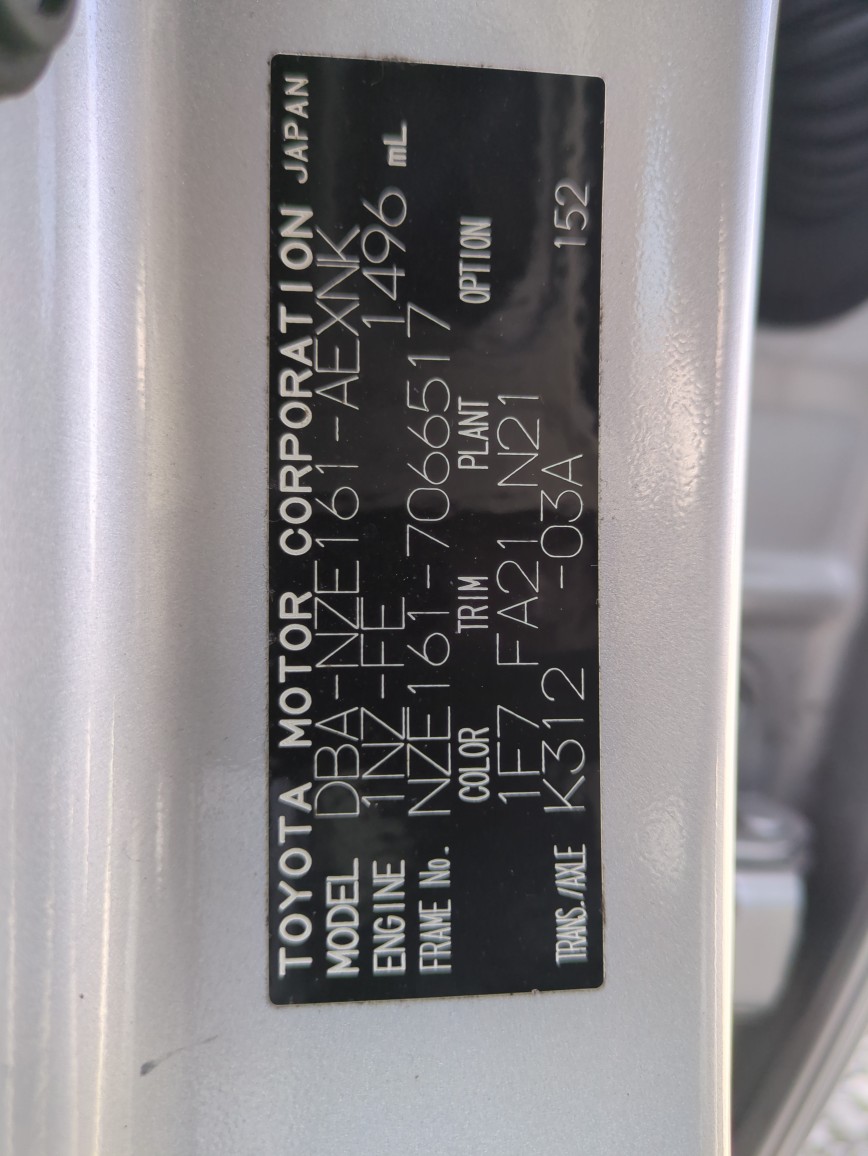 TOYOTA MOTOR CORPORATION JAPAN
MODEL DBA-NZE161-AEXNK
ENGINE 1NZ-FE 1496 mL
FRAME No. NZE161-7066517
COLOR TRIM PLANT OPTION
1F7 FA21 N21
TRANS./AXLE K312 -03A 152